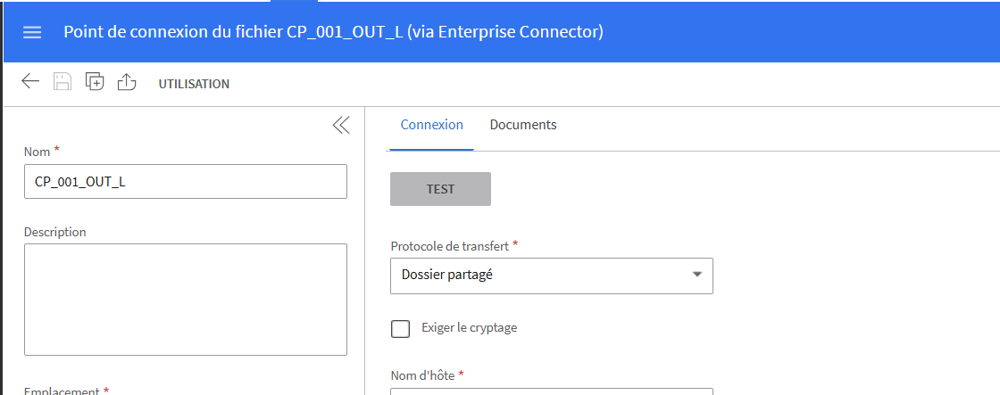 Point de connexion du fichier CP_001_OUT_L (via Enterprise Connector)
UTILISATION
Nom *
CP_001_OUT_L
Description
Emplacement *
Connexion Documents
TEST
Protocole de transfert *
Dossier partagé
Exiger le cryptage
Nom d'hôte *